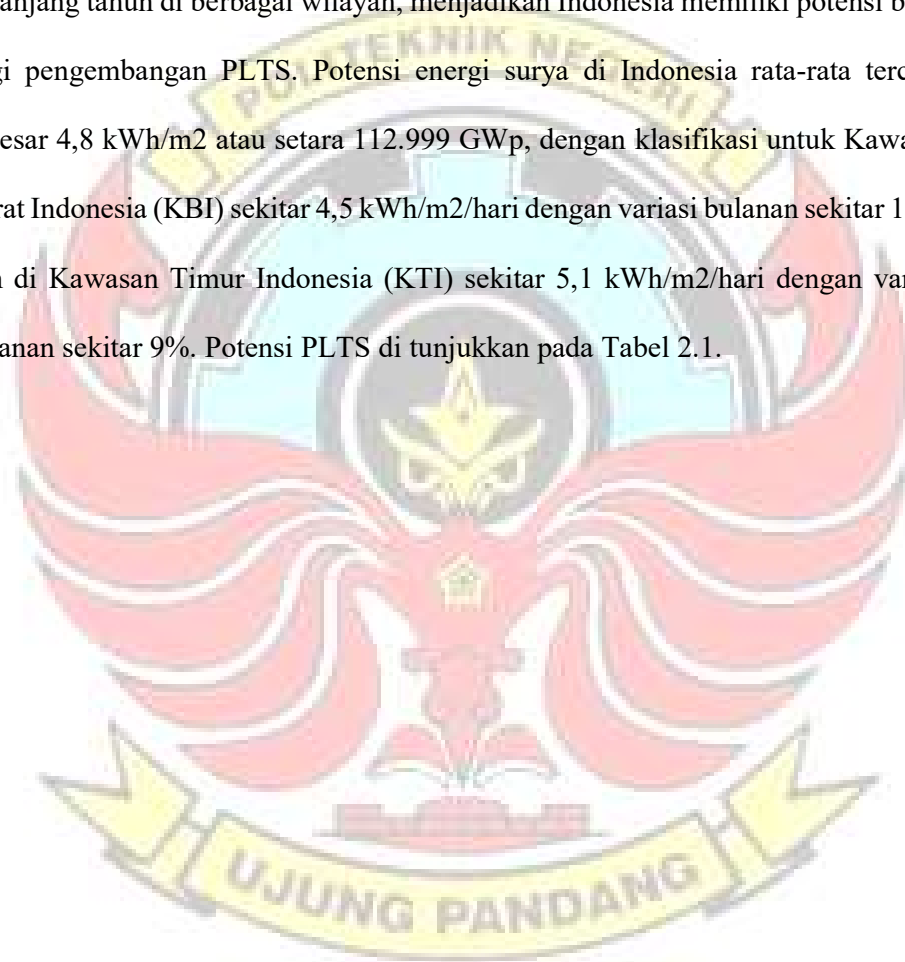 anjang tahun di berbagai wilayah, menjadikan Indonesia memiliki potensi b
gi pengembangan PLTS. Potensi energi surya di Indonesia rata-rata terc
esar 4,8 kWh/m2 atau setara 112.999 GWp, dengan klasifikasi untuk Kawa
rat Indonesia (KBI) sekitar 4,5 kWh/m2/hari dengan variasi bulanan sekitar 1
di Kawasan Timur Indonesia (KTI) sekitar 5,1 kWh/m2/hari dengan var
anan sekitar 9%. Potensi PLTS di tunjukkan pada Tabel 2.1.
POLITEKNIK NEGERI
UJUNG PANDANG